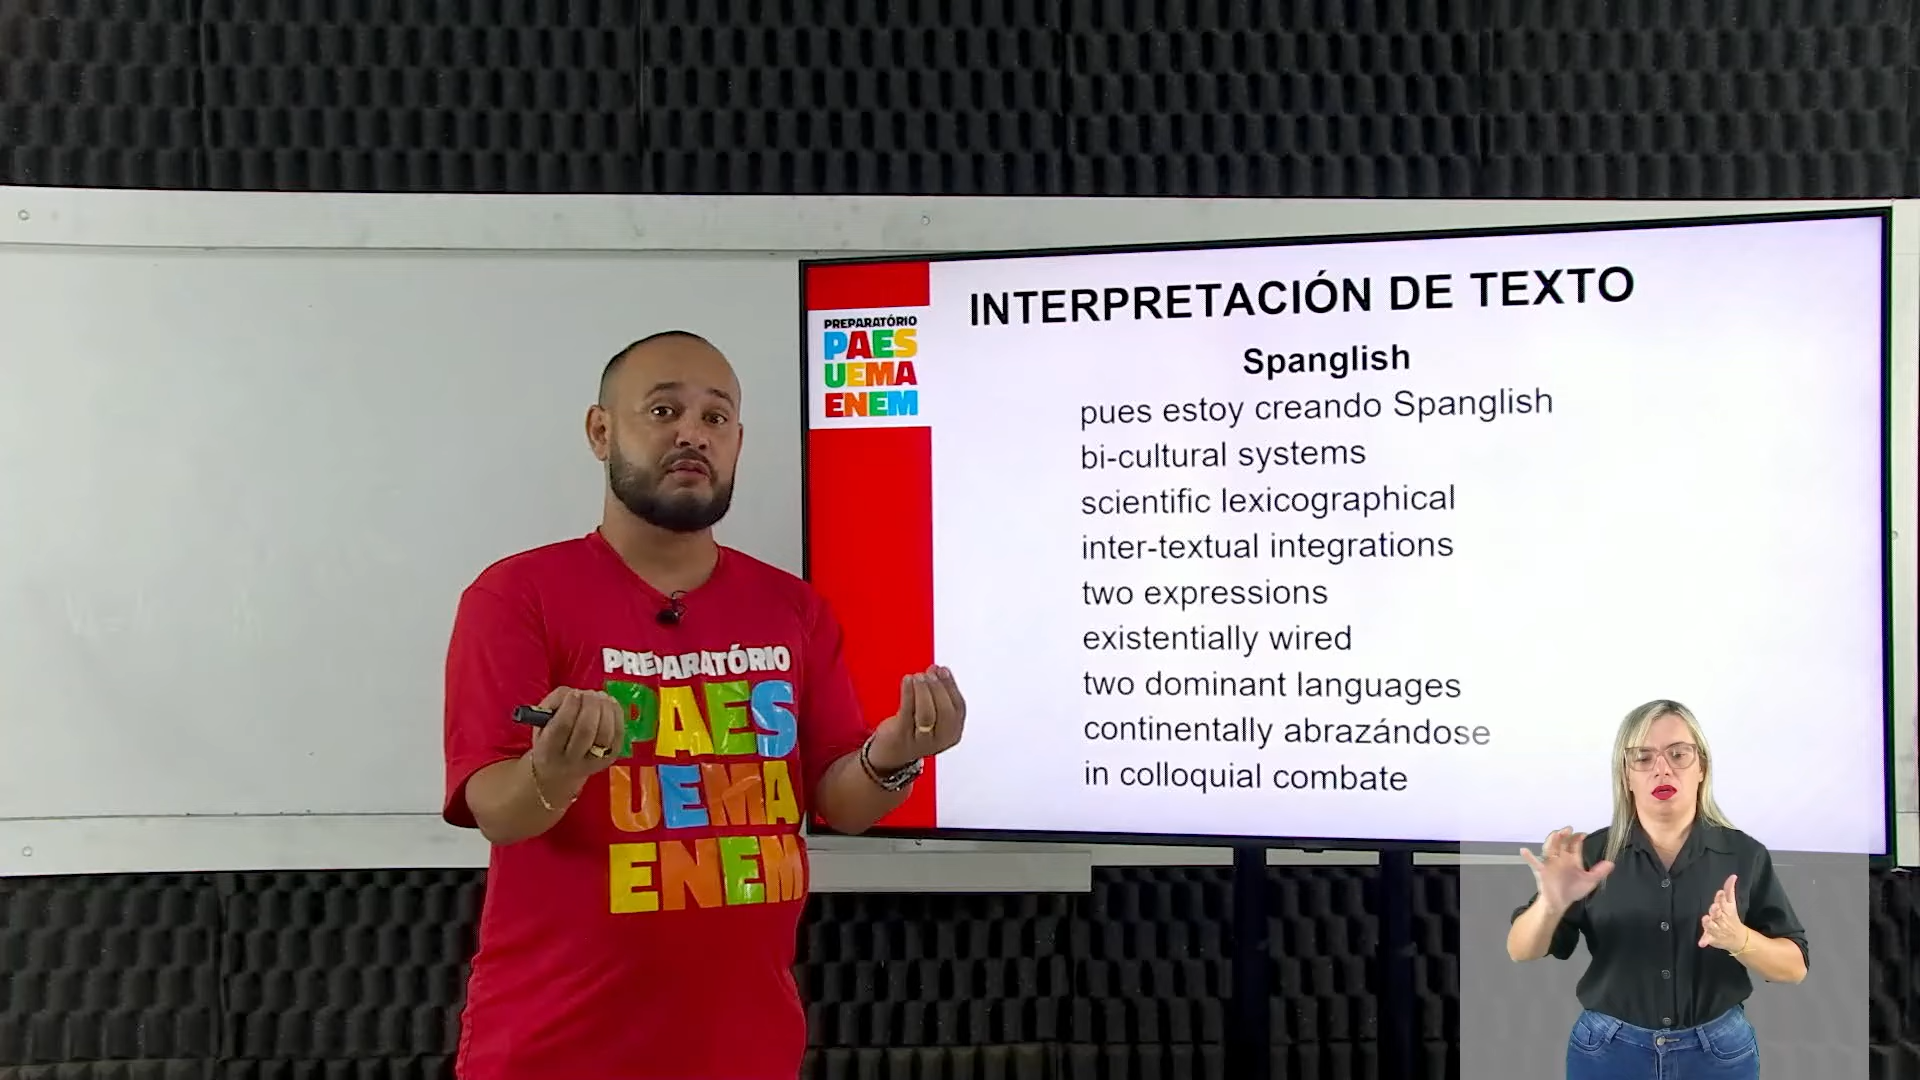 INTERPRETACIÓN DE TEXTO
PREPARATÓRIO
PAES
UEMA
ENEM
Spanglish
pues estoy creando Spanglish
bi-cultural systems
scientific lexicographical
inter-textual integrations
two expressions
existentially wired
two dominant languages
continentally abrazándose
in colloquial combate
PREPARATÓRIO
PAES
UEMA
ENEM